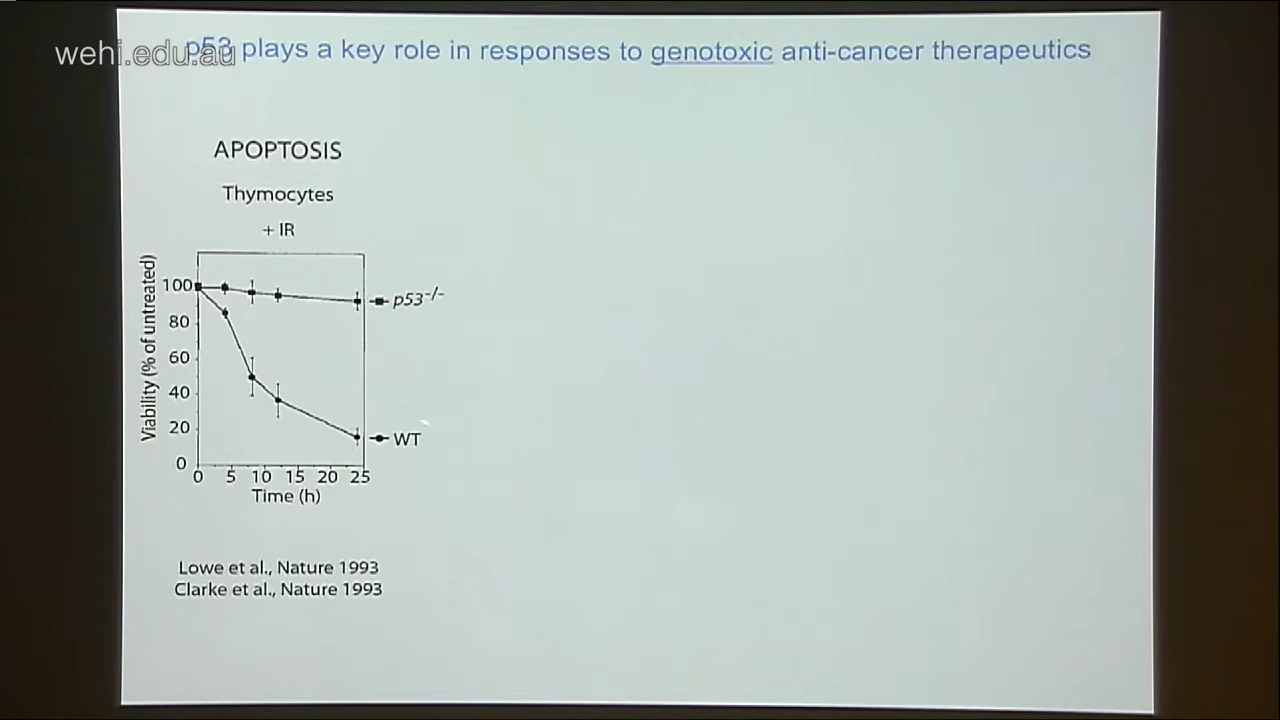 wehi.edu.au
p53 plays a key role in responses to genotoxic anti-cancer therapeutics
APOPTOSIS
Thymocytes
+ IR
Viability (% of untreated)
100
80
60
40
20
0
p53-/-
WT
0 5 10 15 20 25
Time (h)
Lowe et al., Nature 1993
Clarke et al., Nature 1993